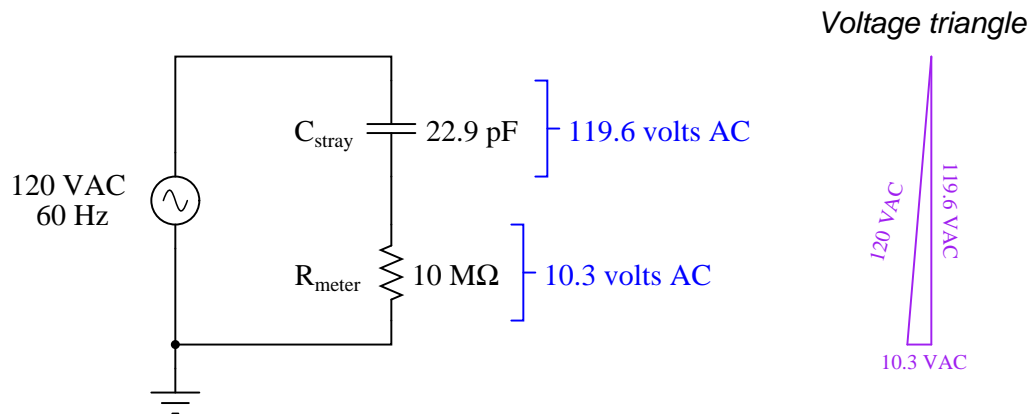 Voltage triangle
120 VAC
60 Hz
C_stray
22.9 pF
119.6 volts AC
R_meter
10 MΩ
10.3 volts AC
120 VAC
119.6 VAC
10.3 VAC